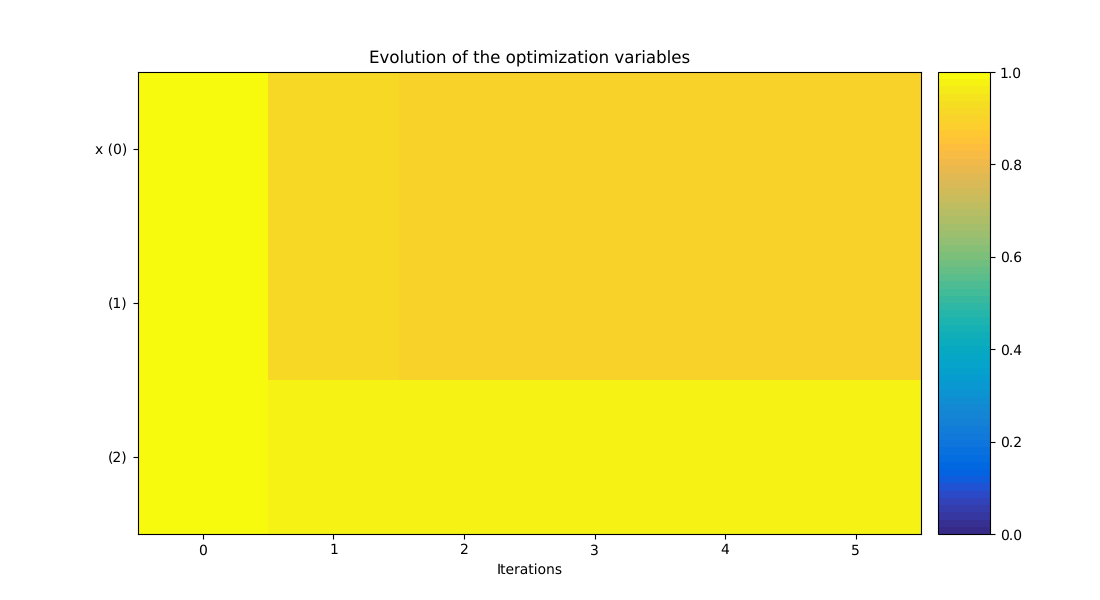 Evolution of the optimization variables
x (0)
(1)
(2)
0 1 2 3 4 5
Iterations
1.0
0.8
0.6
0.4
0.2
0.0